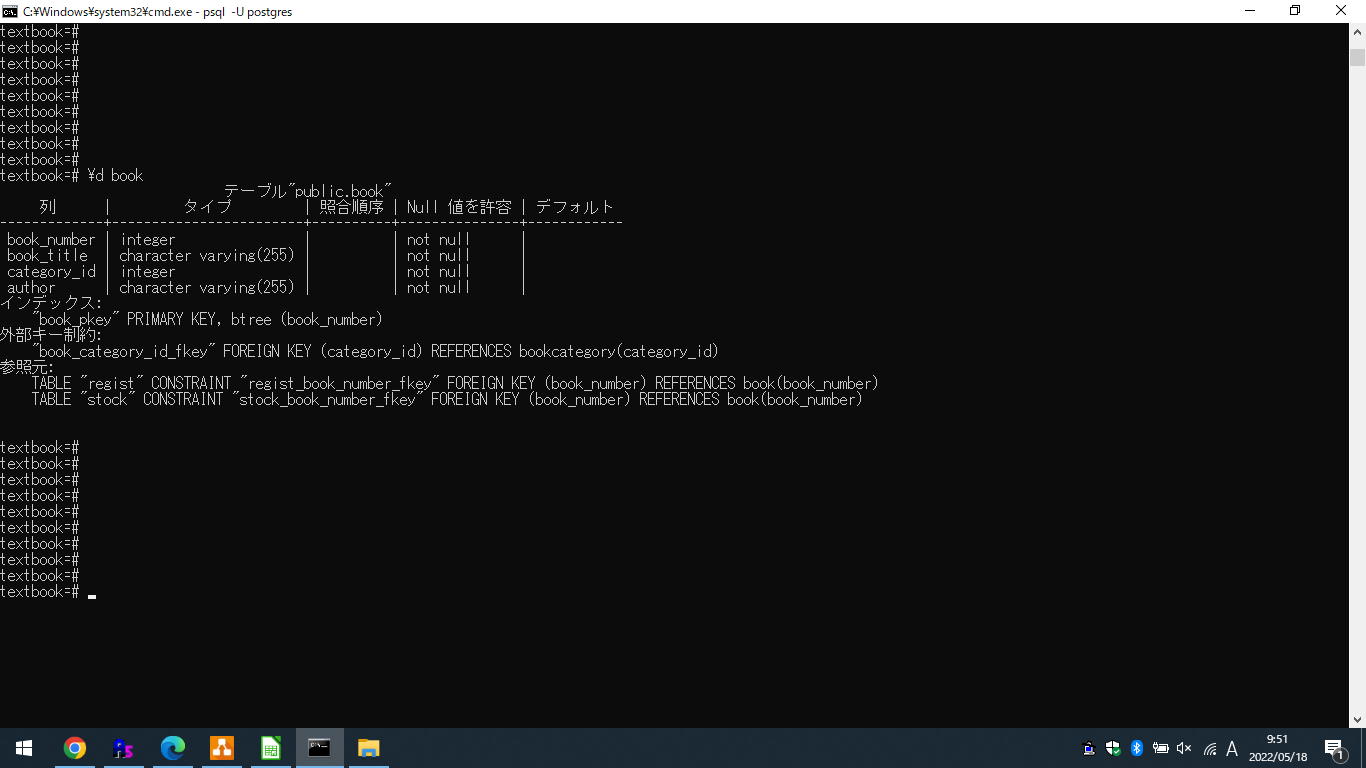 C:¥Windows¥system32¥cmd.exe - psql -U postgres
textbook=#
textbook=#
textbook=#
textbook=#
textbook=#
textbook=#
textbook=#
textbook=#
textbook=#
textbook=# ¥d book
テーブル"public.book"
列 | タイプ | 照合順序 | Null 値を許容 | デフォルト
-------------+------------------------+----------+---------------+------------
book_number | integer | | not null |
book_title | character varying(255) | | not null |
category_id | integer | | not null |
author | character varying(255) | | not null |
インデックス:
"book_pkey" PRIMARY KEY, btree (book_number)
外部キー制約:
"book_category_id_fkey" FOREIGN KEY (category_id) REFERENCES bookcategory(category_id)
参照元:
TABLE "regist" CONSTRAINT "regist_book_number_fkey" FOREIGN KEY (book_number) REFERENCES book(book_number)
TABLE "stock" CONSTRAINT "stock_book_number_fkey" FOREIGN KEY (book_number) REFERENCES book(book_number)
textbook=#
textbook=#
textbook=#
textbook=#
textbook=#
textbook=#
textbook=#
textbook=#
textbook=#
textbook=#
A
9:51
2022/05/18
1